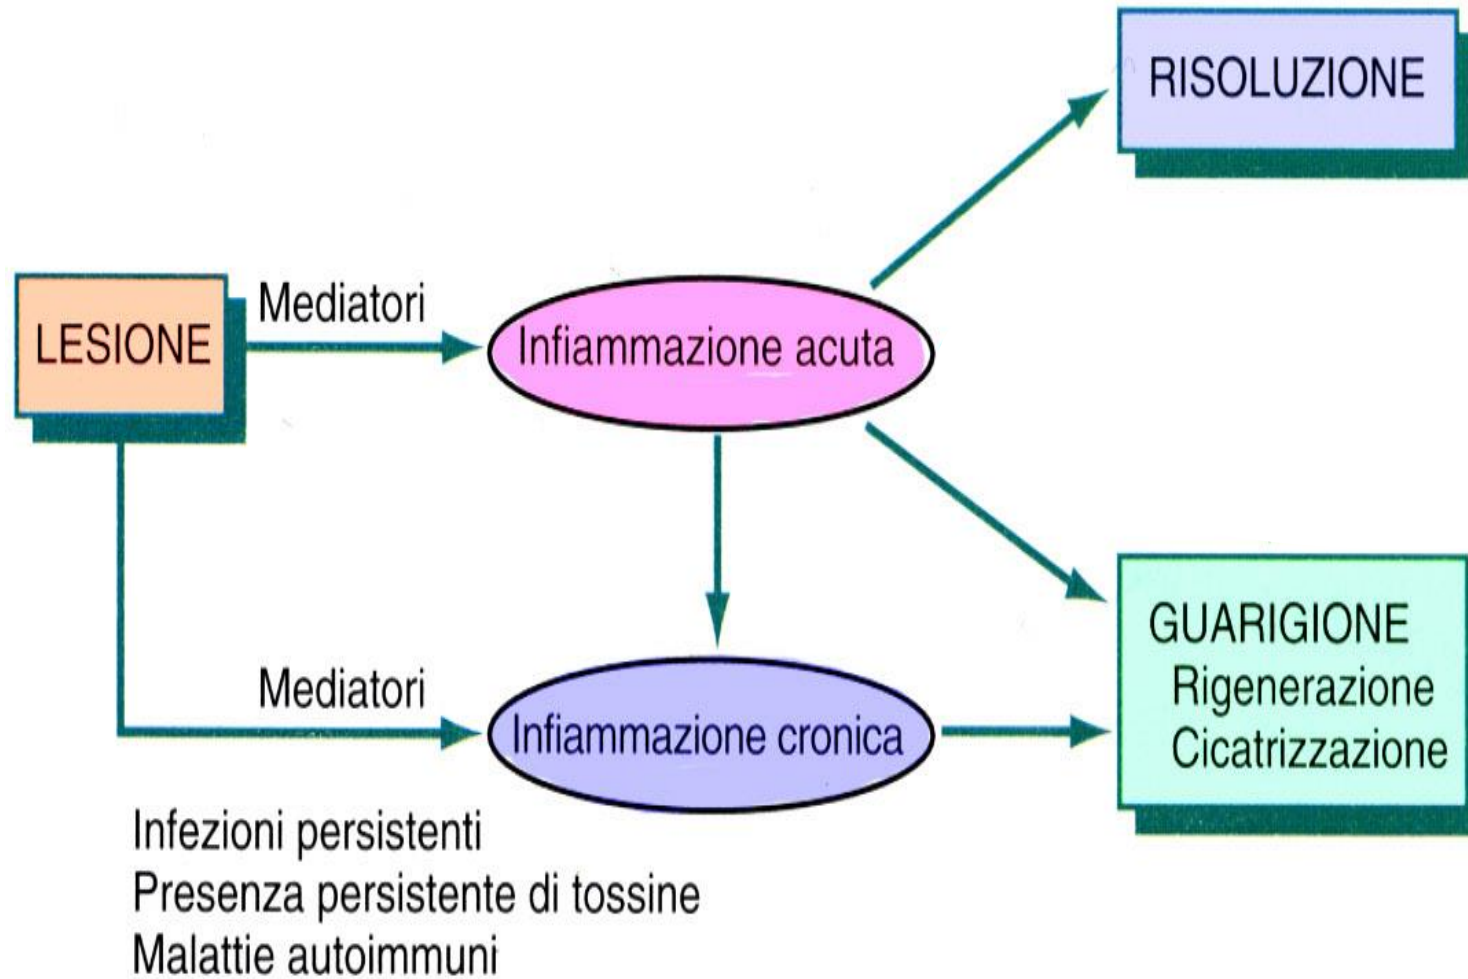 RISOLUZIONE
Mediatori
LESIONE
Infiammazione acuta
GUARIGIONE
Rigenerazione
Cicatrizzazione
Mediatori
Infiammazione cronica
Infezioni persistenti
Presenza persistente di tossine
Malattie autoimmuni